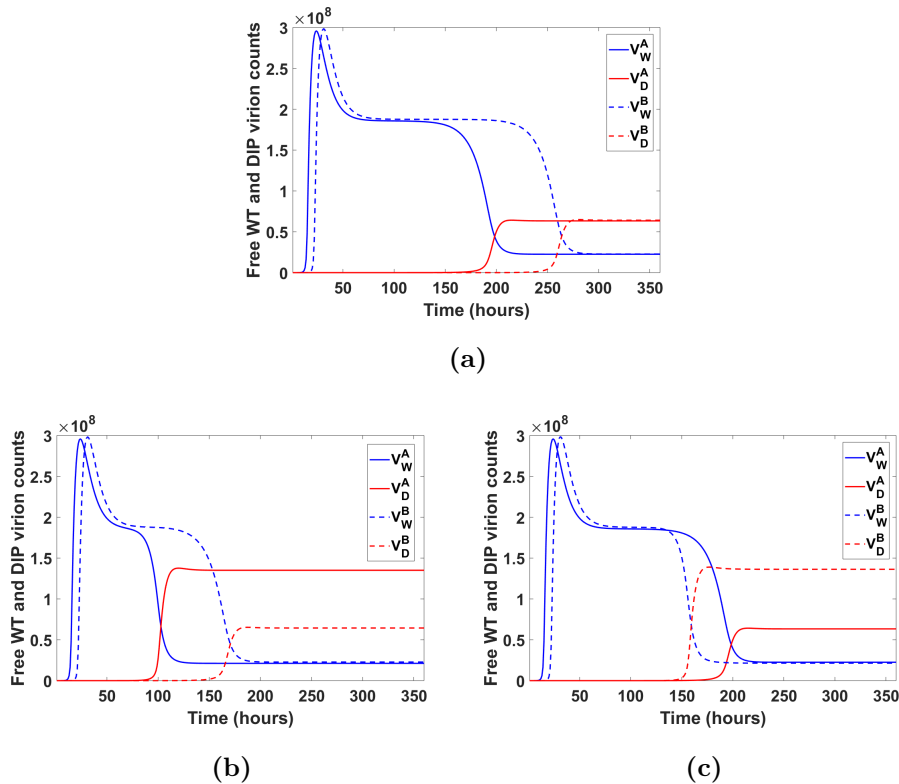 ×10^8
3
2.5
2
1.5
1
0.5
0
50 100 150 200 250 300 350
Free WT and DIP virion counts
Time (hours)
V_W^A
V_D^A
V_W^B
V_D^B
(a)
×10^8
3
2.5
2
1.5
1
0.5
0
50 100 150 200 250 300 350
Free WT and DIP virion counts
Time (hours)
V_W^A
V_D^A
V_W^B
V_D^B
(b)
×10^8
3
2.5
2
1.5
1
0.5
0
50 100 150 200 250 300 350
Free WT and DIP virion counts
Time (hours)
V_W^A
V_D^A
V_W^B
V_D^B
(c)